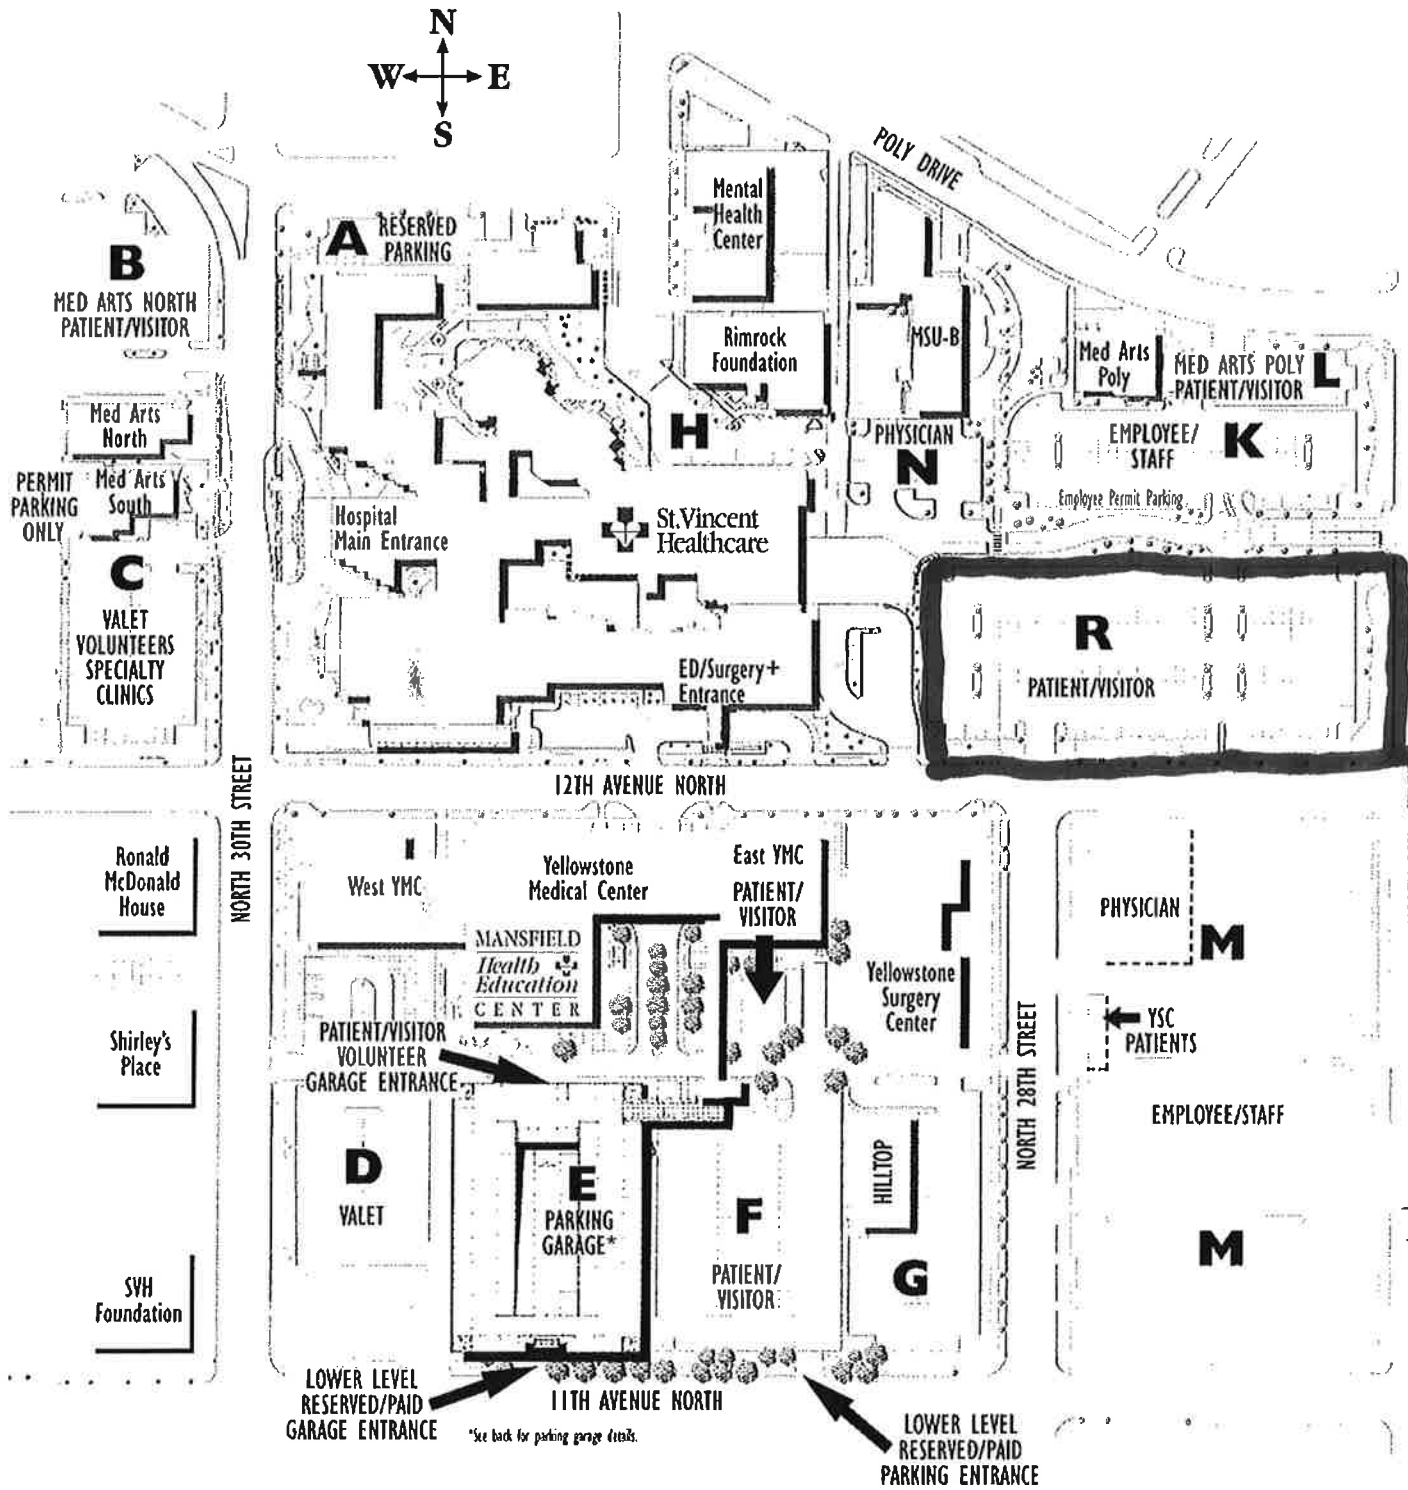 N
W E
S
POLY DRIVE
A RESERVED
PARKING
B
MED ARTS NORTH
PATIENT/VISITOR
Mental
Health
Center
Rimrock
Foundation
MSU-B
Med Arts
Poly
MED ARTS POLY
PATIENT/VISITOR
L
Med Arts
North
H
PHYSICIAN
N
EMPLOYEE/
STAFF
K
Employee Permit Parking
PERMIT
PARKING
ONLY
Med Arts
South
Hospital
Main Entrance
St.Vincent
Healthcare
C
VALET
VOLUNTEERS
SPECIALTY
CLINICS
R
PATIENT/VISITOR
ED/Surgery+
Entrance
12TH AVENUE NORTH
NORTH 30TH STREET
Ronald
McDonald
House
West YMC
Yellowstone
Medical Center
East YMC
PATIENT/
VISITOR
PHYSICIAN
M
MANSFIELD
Health
Education
CENTER
Yellowstone
Surgery
Center
NORTH 28TH STREET
YSC
PATIENTS
Shirley's
Place
PATIENT/VISITOR
VOLUNTEER
GARAGE ENTRANCE
EMPLOYEE/STAFF
D
VALET
E
PARKING
GARAGE*
F
PATIENT/
VISITOR
HILLTOP
G
M
SVH
Foundation
LOWER LEVEL
RESERVED/PAID
GARAGE ENTRANCE
11TH AVENUE NORTH
*See back for parking garage details.
LOWER LEVEL
RESERVED/PAID
PARKING ENTRANCE